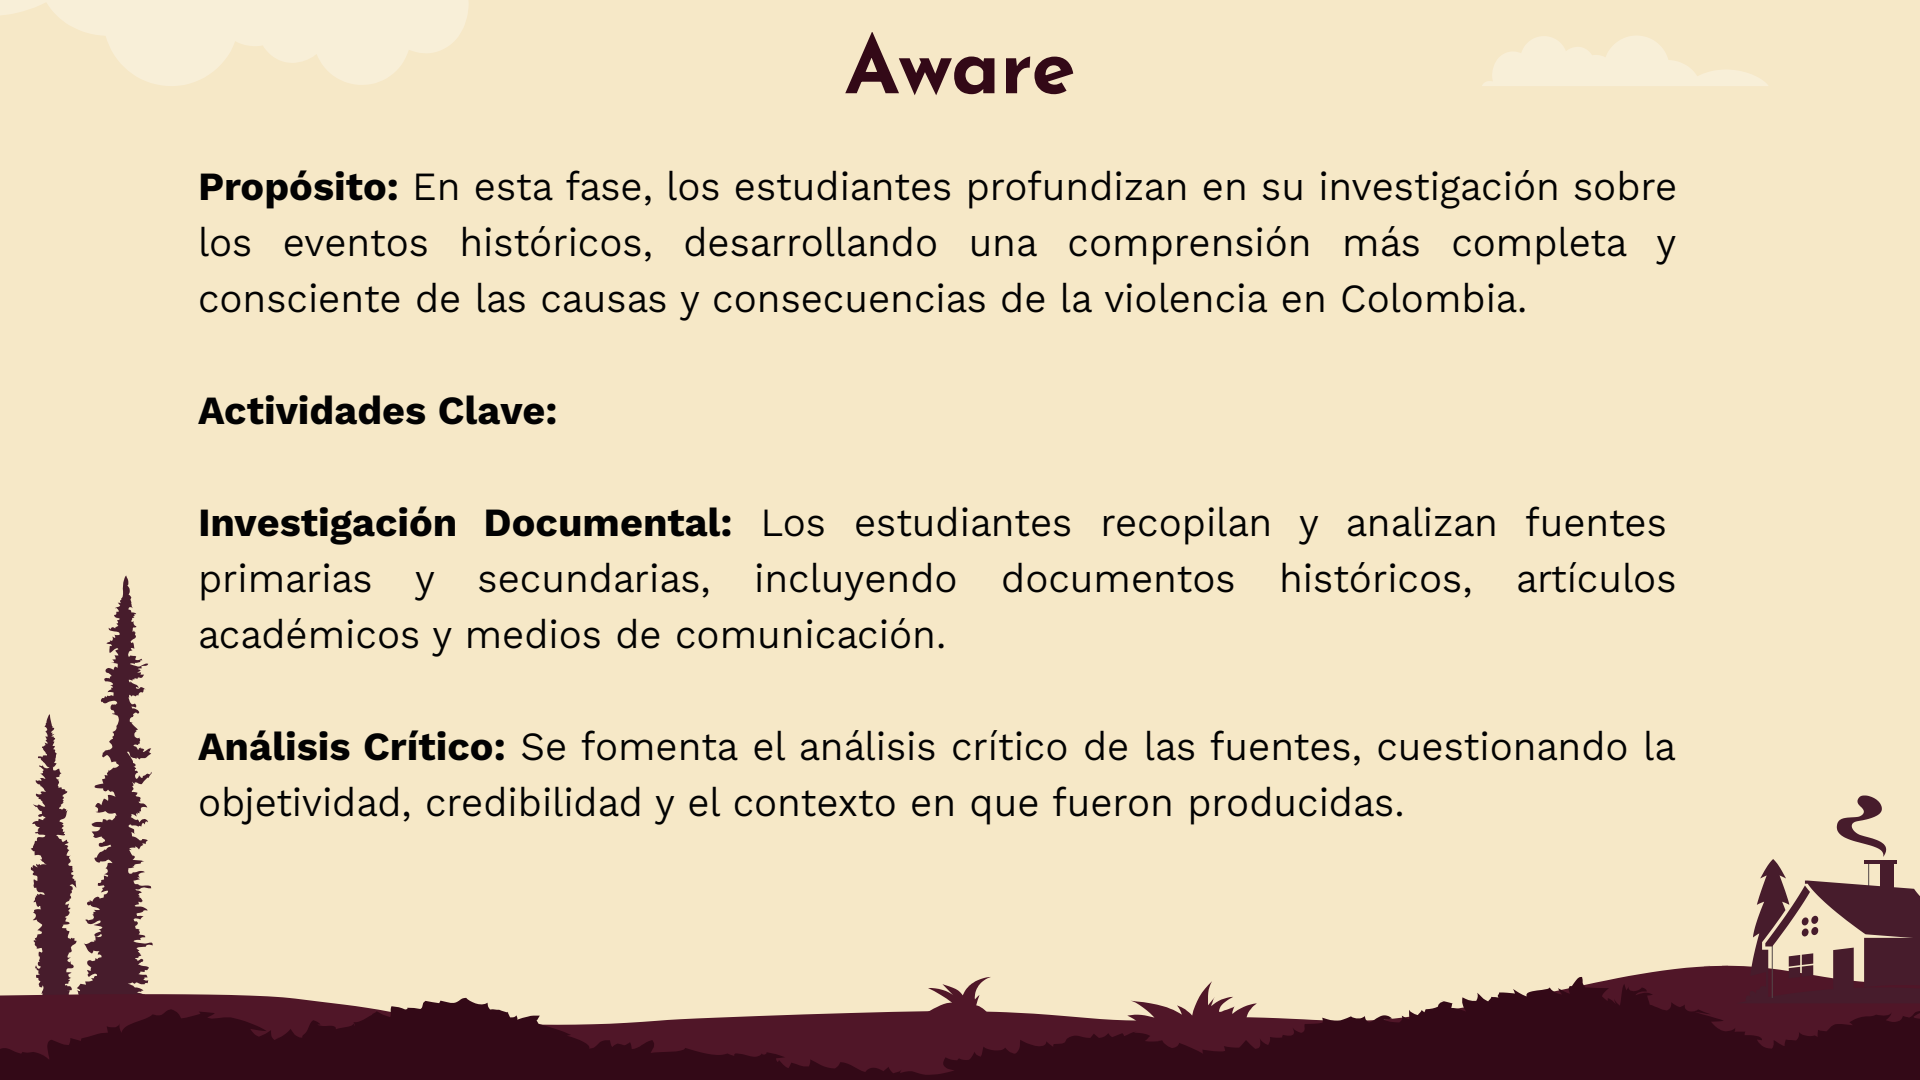 Aware
Propósito: En esta fase, los estudiantes profundizan en su investigación sobre
los eventos históricos, desarrollando una comprensión más completa y
consciente de las causas y consecuencias de la violencia en Colombia.
Actividades Clave:
Investigación Documental: Los estudiantes recopilan y analizan fuentes
primarias y secundarias, incluyendo documentos históricos, artículos
académicos y medios de comunicación.
Análisis Crítico: Se fomenta el análisis crítico de las fuentes, cuestionando la
objetividad, credibilidad y el contexto en que fueron producidas.